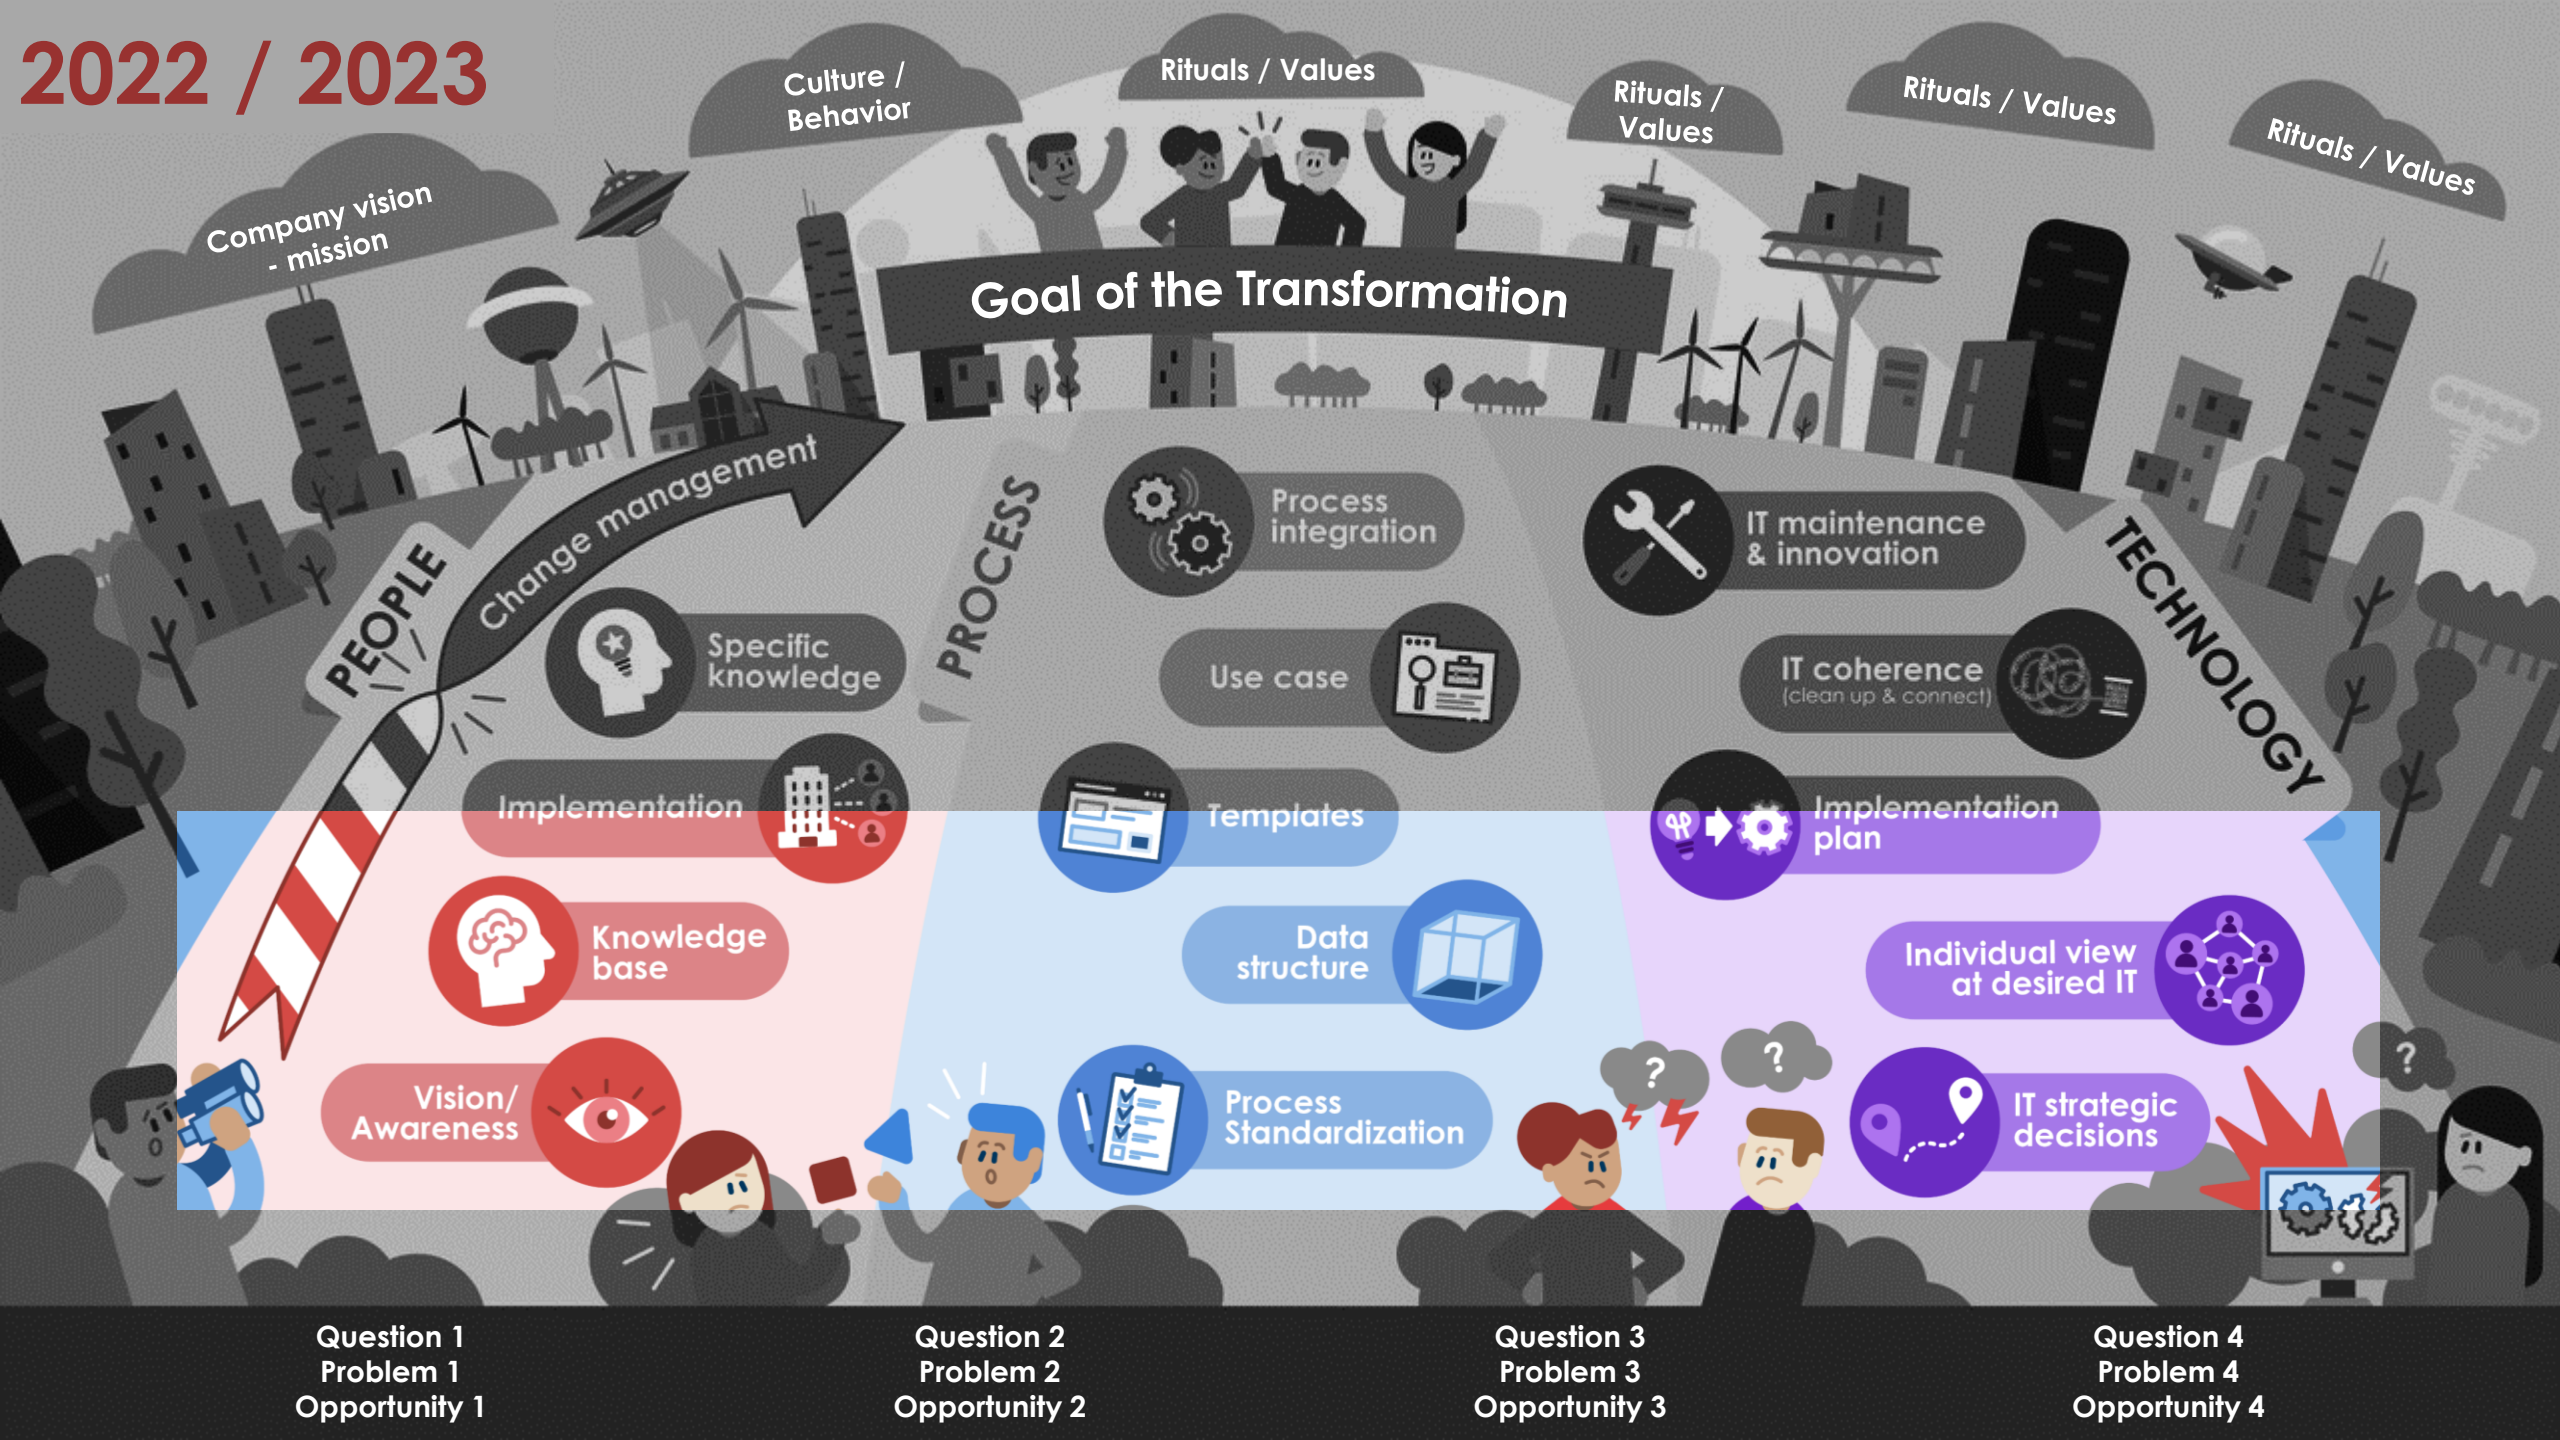 2022 / 2023
Company vision
- mission
Culture /
Behavior
Rituals / Values
Rituals /
Values
Rituals / Values
Rituals / Values
Goal of the Transformation
Change management
PEOPLE
PROCESS
TECHNOLOGY
Specific
knowledge
Implementation
Knowledge
base
Vision/
Awareness
Process
integration
Use case
Templates
Data
structure
Process
Standardization
IT maintenance
& innovation
IT coherence
(clean up & connect)
Implementation
plan
Individual view
at desired IT
IT strategic
decisions
?
?
?
Question 1
Problem 1
Opportunity 1
Question 2
Problem 2
Opportunity 2
Question 3
Problem 3
Opportunity 3
Question 4
Problem 4
Opportunity 4